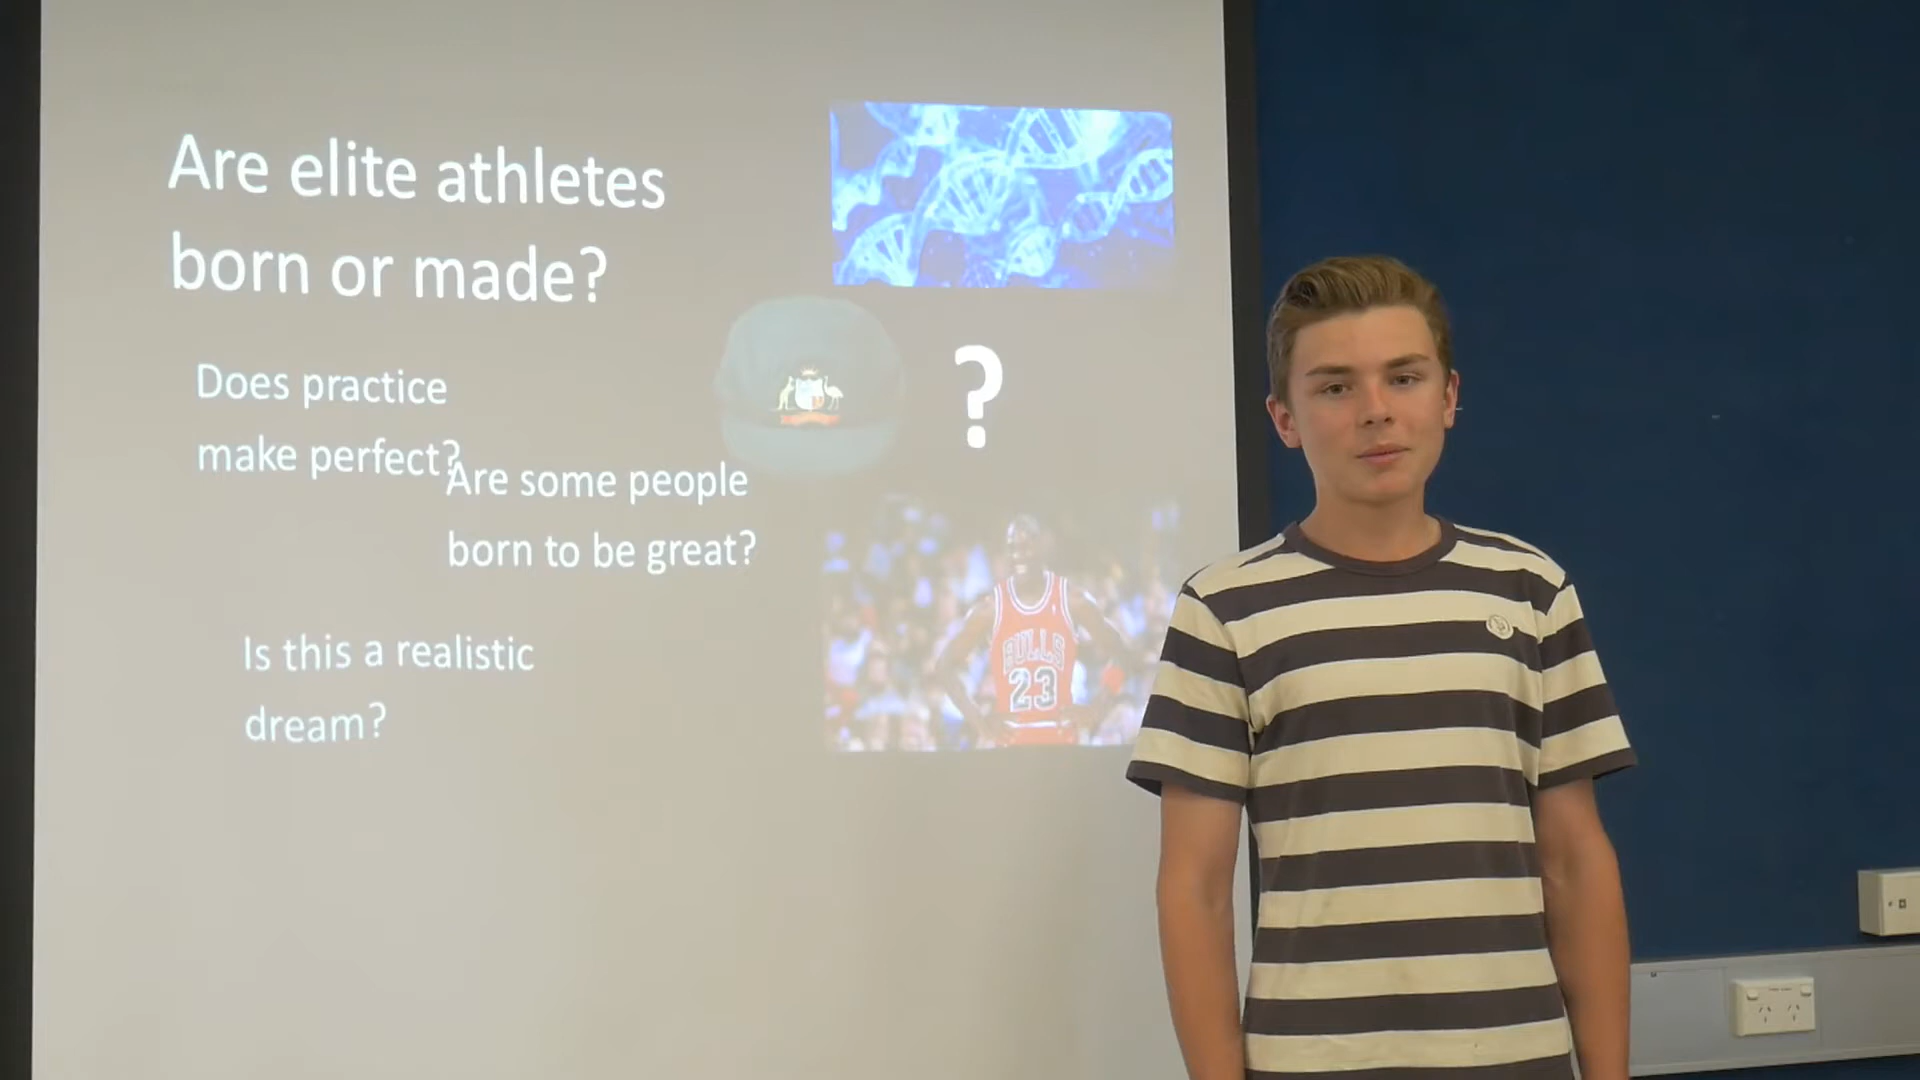 Are elite athletes
born or made?
Does practice
make perfect?
Are some people
born to be great?
Is this a realistic
dream?
?
BULLS
23